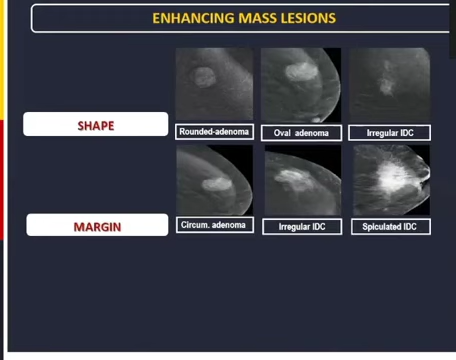 ENHANCING MASS LESIONS
SHAPE
Rounded-adenoma
Oval adenoma
Irregular IDC
MARGIN
Circum. adenoma
Irregular IDC
Spiculated IDC